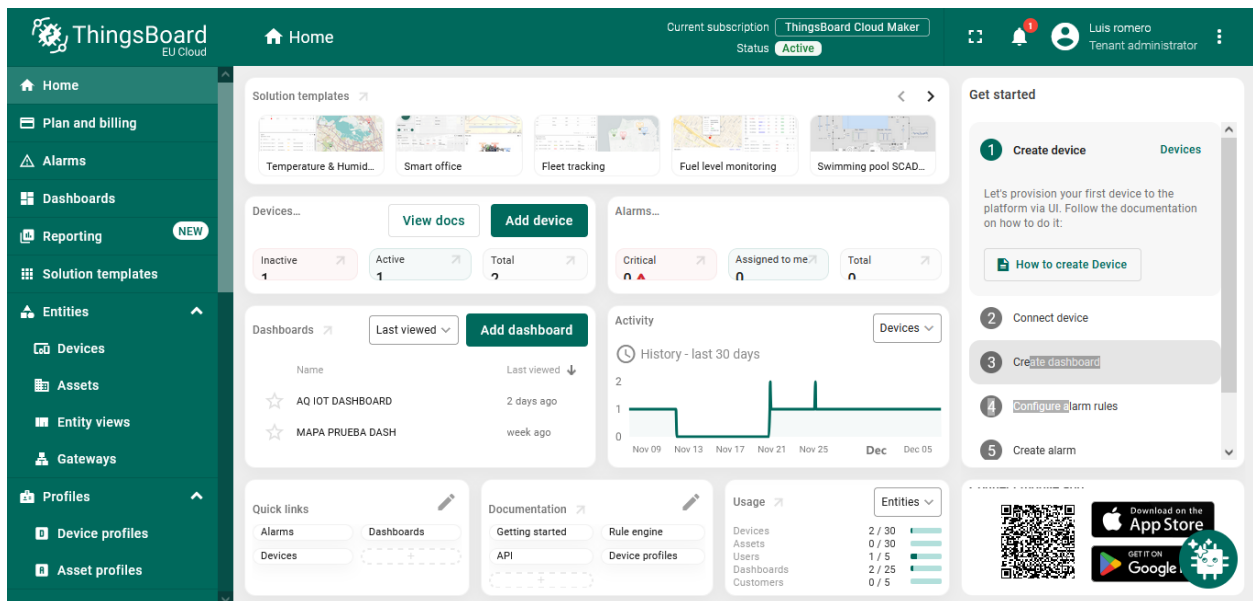 ThingsBoard
EU Cloud
Home
Current subscription ThingsBoard Cloud Maker
Status Active
1
Luis romero
Tenant administrator
Home
Plan and billing
Alarms
Dashboards
Reporting NEW
Solution templates
Entities
Devices
Assets
Entity views
Gateways
Profiles
Device profiles
Asset profiles
Solution templates
Temperature & Humid...
Smart office
Fleet tracking
Fuel level monitoring
Swimming pool SCAD...
Devices...
View docs
Add device
Inactive
1
Active
1
Total
2
Alarms...
Critical
0
Assigned to me
0
Total
0
Dashboards
Last viewed
Add dashboard
Name Last viewed
AQ IOT DASHBOARD 2 days ago
MAPA PRUEBA DASH week ago
Activity
Devices
History - last 30 days
2
1
0
Nov 09 Nov 13 Nov 17 Nov 21 Nov 25 Dec Dec 05
Quick links
Alarms Dashboards
Devices +
Documentation
Getting started Rule engine
API Device profiles
+
Usage
Entities
Devices 2 / 30
Assets 0 / 30
Users 1 / 5
Dashboards 2 / 25
Customers 0 / 5
Get started
1 Create device Devices
Let's provision your first device to the
platform via UI. Follow the documentation
on how to do it:
How to create Device
2 Connect device
3 Create dashboard
4 Configure alarm rules
5 Create alarm
Download on the
App Store
GET IT ON
Google